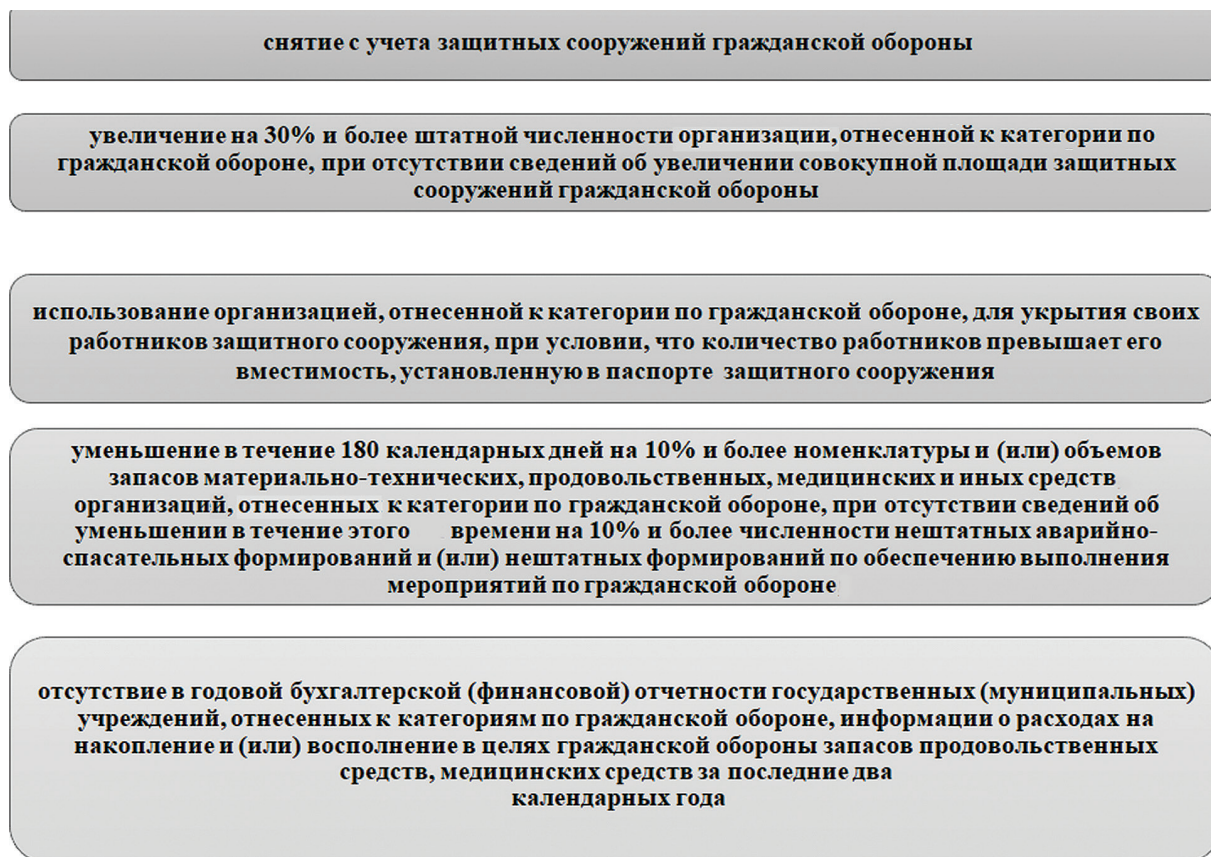 снятие с учета защитных сооружений гражданской обороны
увеличение на 30% и более штатной численности организации, отнесенной к категории по
гражданской обороне, при отсутствии сведений об увеличении совокупной площади защитных
сооружений гражданской обороны
использование организацией, отнесенной к категории по гражданской обороне, для укрытия своих
работников защитного сооружения, при условии, что количество работников превышает его
вместимость, установленную в паспорте защитного сооружения
уменьшение в течение 180 календарных дней на 10% и более номенклатуры и (или) объемов
запасов материально-технических, продовольственных, медицинских и иных средств
организаций, отнесенных к категории по гражданской обороне, при отсутствии сведений об
уменьшении в течение этого времени на 10% и более численности нештатных аварийно-
спасательных формирований и (или) нештатных формирований по обеспечению выполнения
мероприятий по гражданской обороне
отсутствие в годовой бухгалтерской (финансовой) отчетности государственных (муниципальных)
учреждений, отнесенных к категориям по гражданской обороне, информации о расходах на
накопление и (или) восполнение в целях гражданской обороны запасов продовольственных
средств, медицинских средств за последние два
календарных года